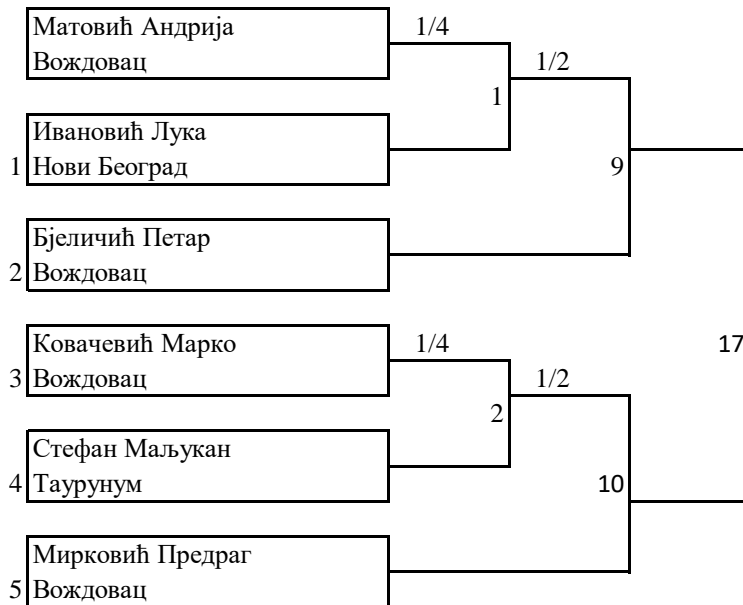 Матовић Андрија 1/4
Вождовац 1/2
1
Ивановић Лука
1 Нови Београд 9
Бјеличић Петар
2 Вождовац
Ковачевић Марко 1/4 17
3 Вождовац 1/2
2
Стефан Маљукан
4 Таурунум 10
Мирковић Предраг
5 Вождовац